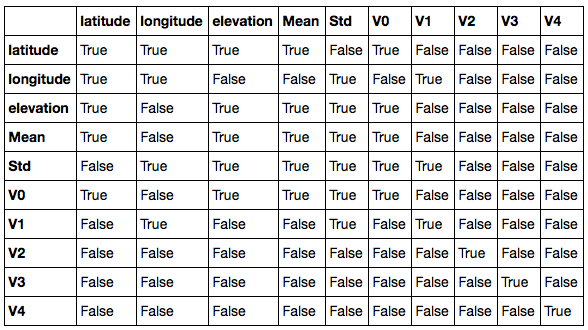 latitude longitude elevation Mean Std V0 V1 V2 V3 V4
latitude True True True True False True False False False False
longitude True True False False True False True False False False
elevation True False True True True True False False False False
Mean True False True True True True False False False False
Std False True True True True True True False False False
V0 True False True True True True False False False False
V1 False True False False True False True False False False
V2 False False False False False False False True False False
V3 False False False False False False False False True False
V4 False False False False False False False False False True